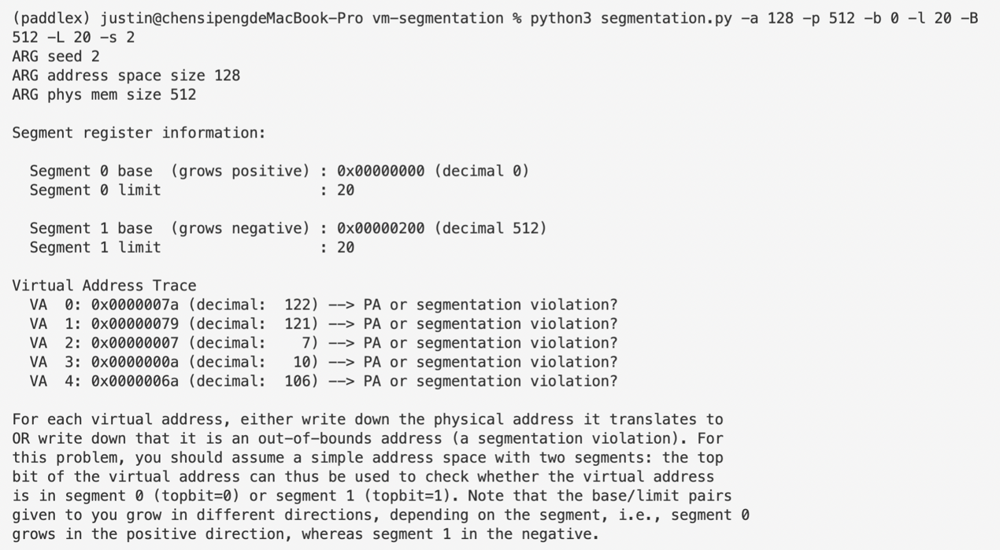 (paddlex) justin@chensipengdeMacBook-Pro vm-segmentation % python3 segmentation.py -a 128 -p 512 -b 0 -l 20 -B
512 -L 20 -s 2
ARG seed 2
ARG address space size 128
ARG phys mem size 512

Segment register information:

  Segment 0 base  (grows positive) : 0x00000000 (decimal 0)
  Segment 0 limit                  : 20

  Segment 1 base  (grows negative) : 0x00000200 (decimal 512)
  Segment 1 limit                  : 20

Virtual Address Trace
  VA  0: 0x0000007a (decimal:  122) --> PA or segmentation violation?
  VA  1: 0x00000079 (decimal:  121) --> PA or segmentation violation?
  VA  2: 0x00000007 (decimal:    7) --> PA or segmentation violation?
  VA  3: 0x0000000a (decimal:   10) --> PA or segmentation violation?
  VA  4: 0x0000006a (decimal:  106) --> PA or segmentation violation?

For each virtual address, either write down the physical address it translates to
OR write down that it is an out-of-bounds address (a segmentation violation). For
this problem, you should assume a simple address space with two segments: the top
bit of the virtual address can thus be used to check whether the virtual address
is in segment 0 (topbit=0) or segment 1 (topbit=1). Note that the base/limit pairs
given to you grow in different directions, depending on the segment, i.e., segment 0
grows in the positive direction, whereas segment 1 in the negative.